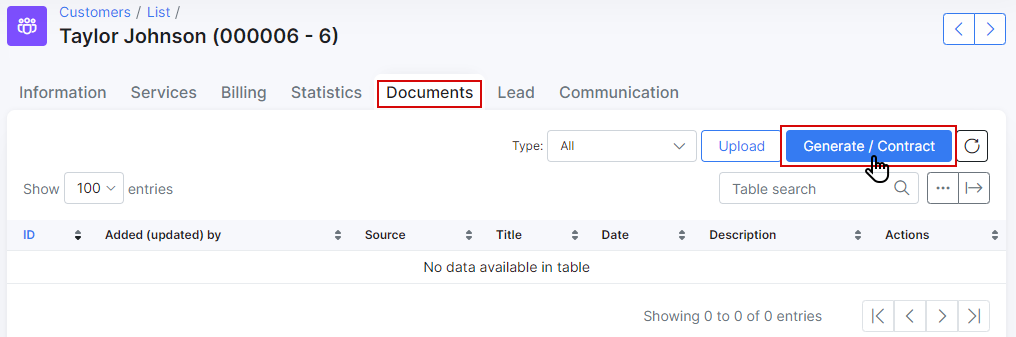 Customers / List /
Taylor Johnson (000006 - 6)
Information Services Billing Statistics Documents Lead Communication
Type: All Upload Generate / Contract
Show 100 entries Table search
ID Added (updated) by Source Title Date Description Actions
No data available in table
Showing 0 to 0 of 0 entries